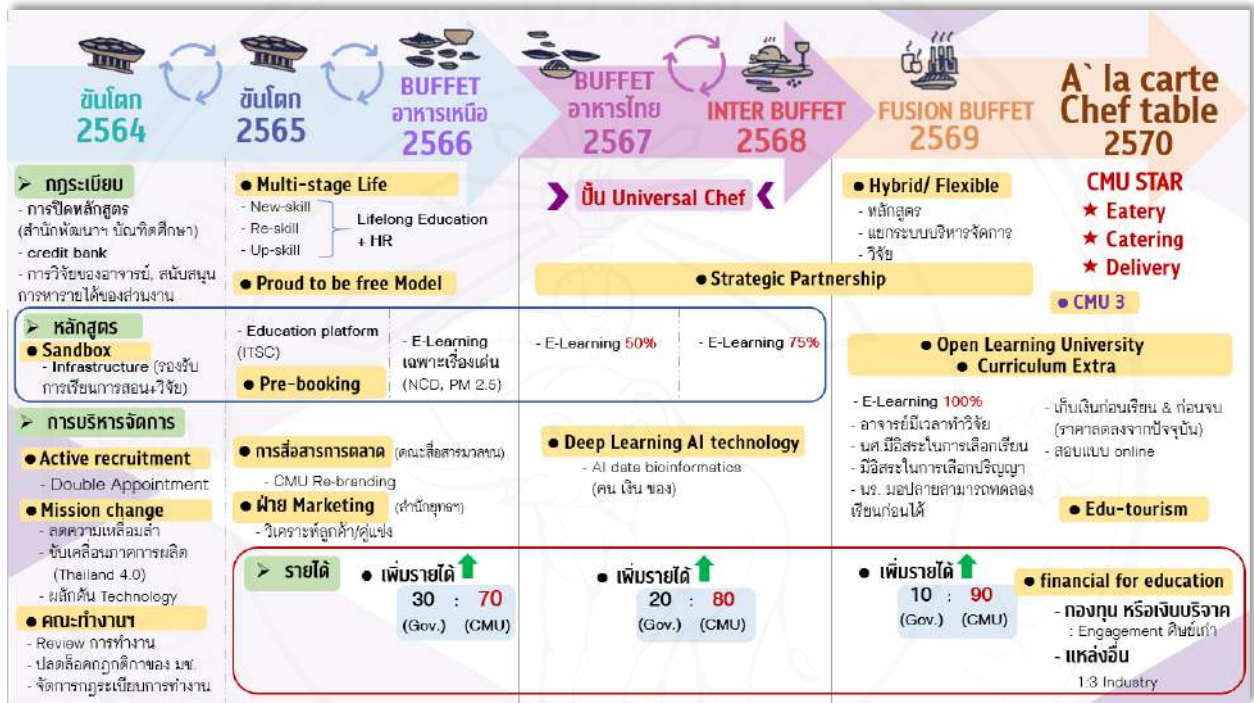 ขันโตก
2564
ขันโตก
2565
BUFFET
อาหารเหนือ
2566
BUFFET
อาหารไทย
2567
INTER BUFFET
2568
FUSION BUFFET
2569
A` la carte
Chef table
2570
➢ กฎระเบียบ
- การปิดหลักสูตร
(สำนักพัฒนาฯ บัณฑิตศึกษา)
- credit bank
- การวิจัยของอาจารย์, สนับสนุน
การหารายได้ของส่วนงาน
● Multi-stage Life
- New-skill
- Re-skill
- Up-skill
Lifelong Education
+ HR
● Proud to be free Model
ปั้น Universal Chef
● Strategic Partnership
● Hybrid/ Flexible
- หลักสูตร
- แยกระบบบริหารจัดการ
- วิจัย
CMU STAR
★ Eatery
★ Catering
★ Delivery
● CMU 3
➢ หลักสูตร
● Sandbox
- Infrastructure (รองรับ
การเรียนการสอน+วิจัย)
- Education platform
(ITSC)
● Pre-booking
- E-Learning
เฉพาะเรื่องเด่น
(NCD, PM 2.5)
- E-Learning 50%
- E-Learning 75%
● Open Learning University
● Curriculum Extra
- E-Learning 100%
- อาจารย์มีเวลาทำวิจัย
- นศ.มีอิสระในการเลือกเรียน
- มีอิสระในการเลือกปริญญา
- นร. มอปลายสามารถทดลอง
เรียนก่อนได้
- เก็บเงินก่อนเรียน & ก่อนจบ
(ราคาลดลงจากปัจจุบัน)
- สอบแบบ online
● Edu-tourism
➢ การบริหารจัดการ
● Active recruitment
- Double Appointment
● Mission change
- ลดความเหลื่อมล้ำ
- ขับเคลื่อนภาคการผลิต
(Thailand 4.0)
- ผลักดัน Technology
● คณะทำงานฯ
- Review การทำงาน
- ปลดล็อคกฎกติกาของ มช.
- จัดการกฎระเบียบการทำงาน
● การสื่อสารการตลาด (คณะสื่อสารมวลชน)
- CMU Re-branding
● ฝ่าย Marketing (สำนักยุทธฯ)
- วิเคราะห์ลูกค้า/คู่แข่ง
● Deep Learning AI technology
- AI data bioinformatics
(คน เงิน ของ)
➢ รายได้
● เพิ่มรายได้
30 : 70
(Gov.) (CMU)
● เพิ่มรายได้
20 : 80
(Gov.) (CMU)
● เพิ่มรายได้
10 : 90
(Gov.) (CMU)
● financial for education
- กองทุน หรือเงินบริจาค
: Engagement ศิษย์เก่า
- แหล่งอื่น
1:3 Industry